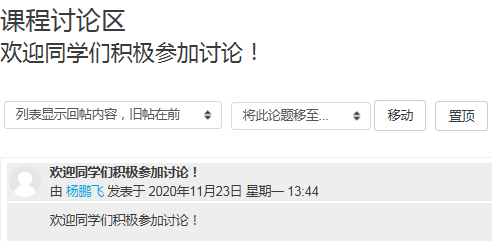 课程讨论区
欢迎同学们积极参加讨论！
列表显示回帖内容，旧帖在前 将此论题移至... 移动 置顶
欢迎同学们积极参加讨论！
由 杨鹏飞 发表于 2020年11月23日 星期一 13:44
欢迎同学们积极参加讨论！